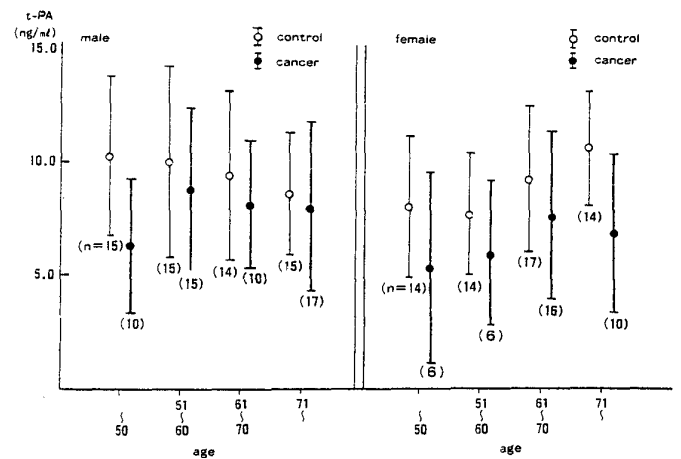 t-PA
(ng/mℓ)
15.0
10.0
5.0
male
control
cancer
(n=15)
(10)
(15)
(15)
(14)
(10)
(15)
(17)
~50
51~60
61~70
71~
age
female
control
cancer
(n=14)
(6)
(14)
(6)
(17)
(16)
(14)
(10)
~50
51~60
61~70
71~
age